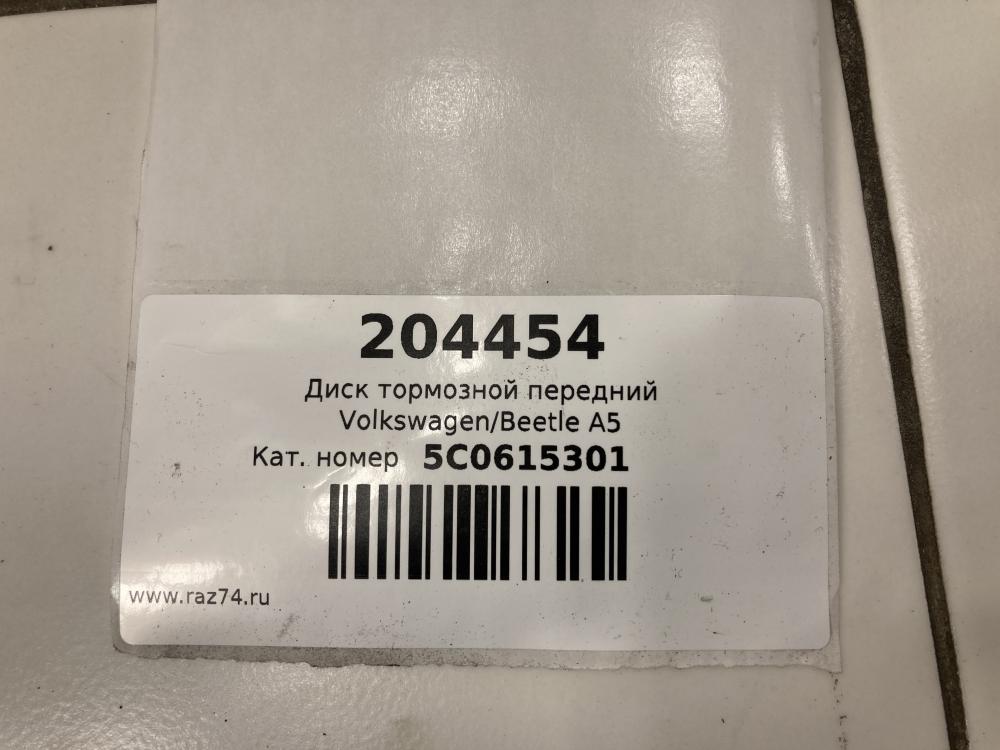 204454
Диск тормозной передний
Volkswagen/Beetle A5
Кат. номер 5C0615301
www.raz74.ru